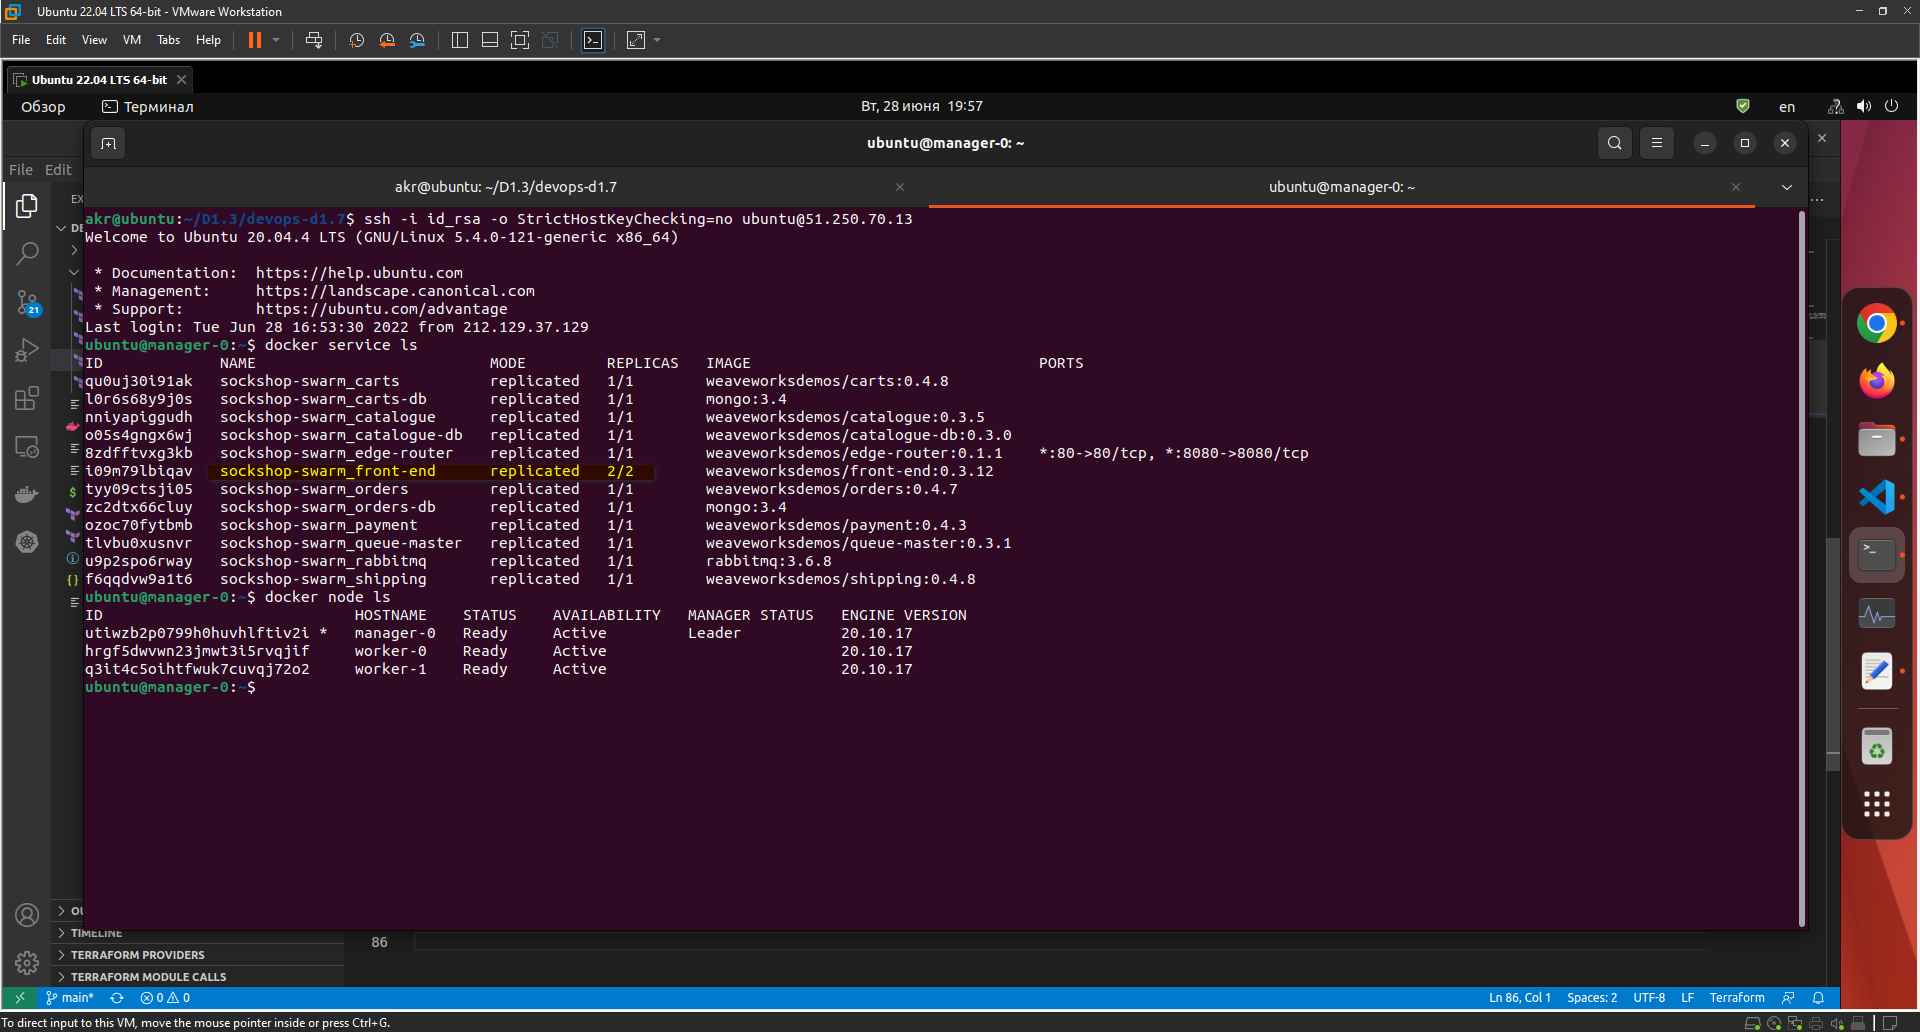 Ubuntu 22.04 LTS 64-bit - VMware Workstation
File Edit View VM Tabs Help
Ubuntu 22.04 LTS 64-bit
Обзор Терминал Вт, 28 июня 19:57 en
ubuntu@manager-0: ~
File Edit
akr@ubuntu: ~/D1.3/devops-d1.7 ubuntu@manager-0: ~
EX
DE
21
akr@ubuntu:~/D1.3/devops-d1.7$ ssh -i id_rsa -o StrictHostKeyChecking=no ubuntu@51.250.70.13
Welcome to Ubuntu 20.04.4 LTS (GNU/Linux 5.4.0-121-generic x86_64)
* Documentation: https://help.ubuntu.com
* Management: https://landscape.canonical.com
* Support: https://ubuntu.com/advantage
Last login: Tue Jun 28 16:53:30 2022 from 212.129.37.129
ubuntu@manager-0:~$ docker service ls
ID NAME MODE REPLICAS IMAGE PORTS
qu0uj30i91ak sockshop-swarm_carts replicated 1/1 weaveworksdemos/carts:0.4.8
l0r6s68y9j0s sockshop-swarm_carts-db replicated 1/1 mongo:3.4
nniyapiggudh sockshop-swarm_catalogue replicated 1/1 weaveworksdemos/catalogue:0.3.5
o05s4gngx6wj sockshop-swarm_catalogue-db replicated 1/1 weaveworksdemos/catalogue-db:0.3.0
8zdfftvxg3kb sockshop-swarm_edge-router replicated 1/1 weaveworksdemos/edge-router:0.1.1 *:80->80/tcp, *:8080->8080/tcp
i09m79lbiqav sockshop-swarm_front-end replicated 2/2 weaveworksdemos/front-end:0.3.12
tyy09ctsjl05 sockshop-swarm_orders replicated 1/1 weaveworksdemos/orders:0.4.7
zc2dtx66cluy sockshop-swarm_orders-db replicated 1/1 mongo:3.4
ozoc70fytbmb sockshop-swarm_payment replicated 1/1 weaveworksdemos/payment:0.4.3
tlvbu0xusnvr sockshop-swarm_queue-master replicated 1/1 weaveworksdemos/queue-master:0.3.1
u9p2spo6rway sockshop-swarm_rabbitmq replicated 1/1 rabbitmq:3.6.8
f6qqdvw9a1t6 sockshop-swarm_shipping replicated 1/1 weaveworksdemos/shipping:0.4.8
ubuntu@manager-0:~$ docker node ls
ID HOSTNAME STATUS AVAILABILITY MANAGER STATUS ENGINE VERSION
utiwzb2p0799h0huvhlftiv2i * manager-0 Ready Active Leader 20.10.17
hrgf5dwvwn23jmwt3i5rvqjif worker-0 Ready Active 20.10.17
q3it4c5oihtfwuk7cuvqj72o2 worker-1 Ready Active 20.10.17
ubuntu@manager-0:~$
OU
TIMELINE
TERRAFORM PROVIDERS
TERRAFORM MODULE CALLS
86
main* 0 0 Ln 86, Col 1 Spaces: 2 UTF-8 LF Terraform
To direct input to this VM, move the mouse pointer inside or press Ctrl+G.